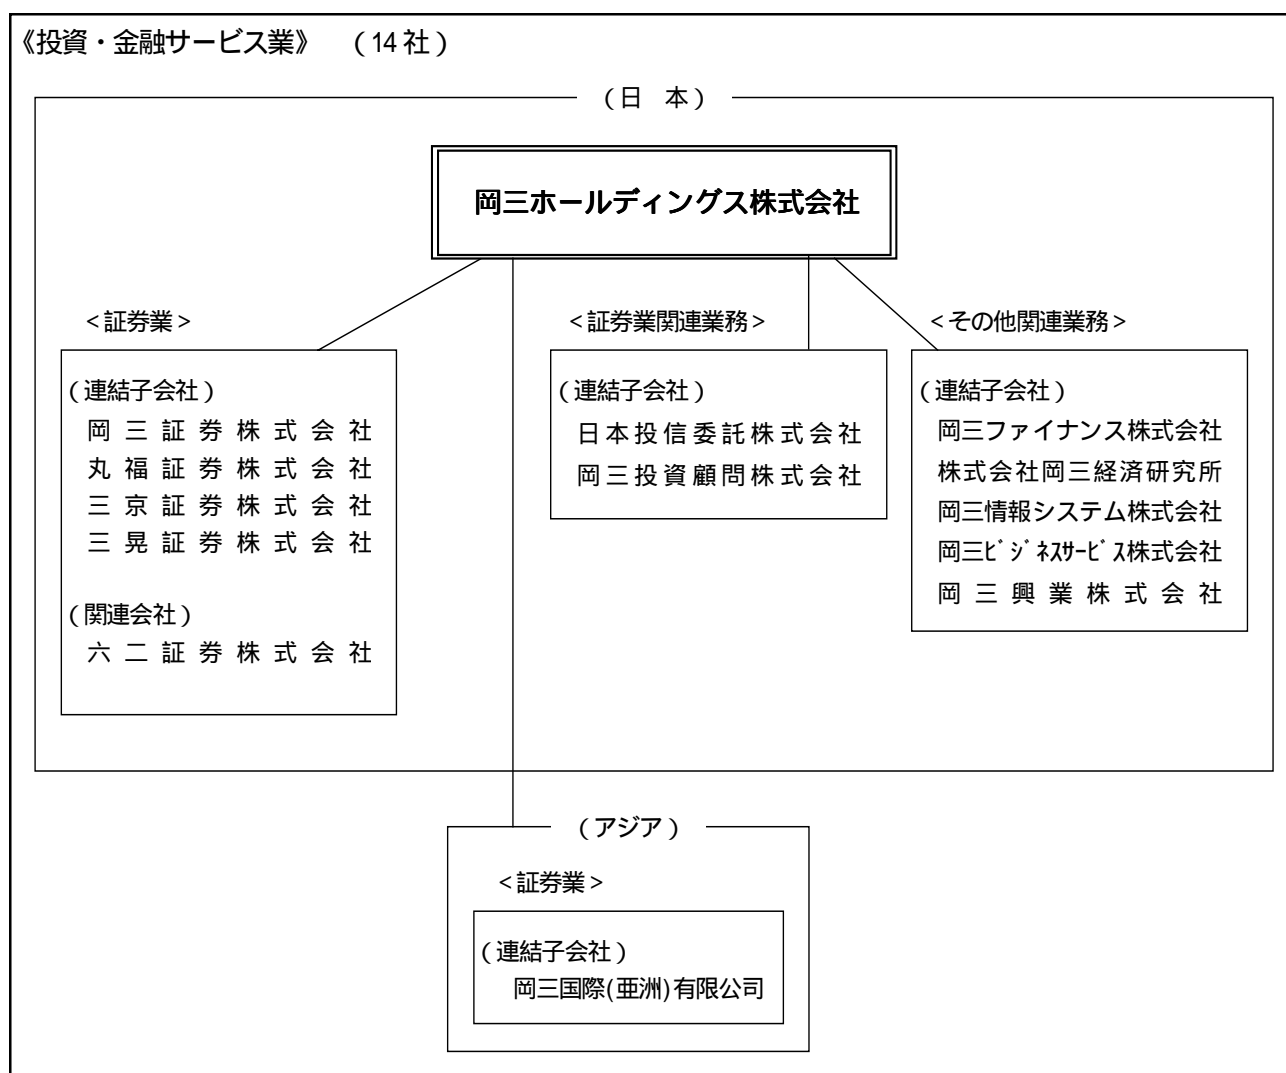 《投資・金融サービス業》 (14社)
(日 本)
岡三ホールディングス株式会社
<証券業>
(連結子会社)
岡三証券株式会社
丸福証券株式会社
三京証券株式会社
三晃証券株式会社
(関連会社)
六二証券株式会社
<証券業関連業務>
(連結子会社)
日本投信委託株式会社
岡三投資顧問株式会社
<その他関連業務>
(連結子会社)
岡三ファイナンス株式会社
株式会社岡三経済研究所
岡三情報システム株式会社
岡三ビジネスサービス株式会社
岡三興業株式会社
(アジア)
<証券業>
(連結子会社)
岡三国際(亜洲)有限公司